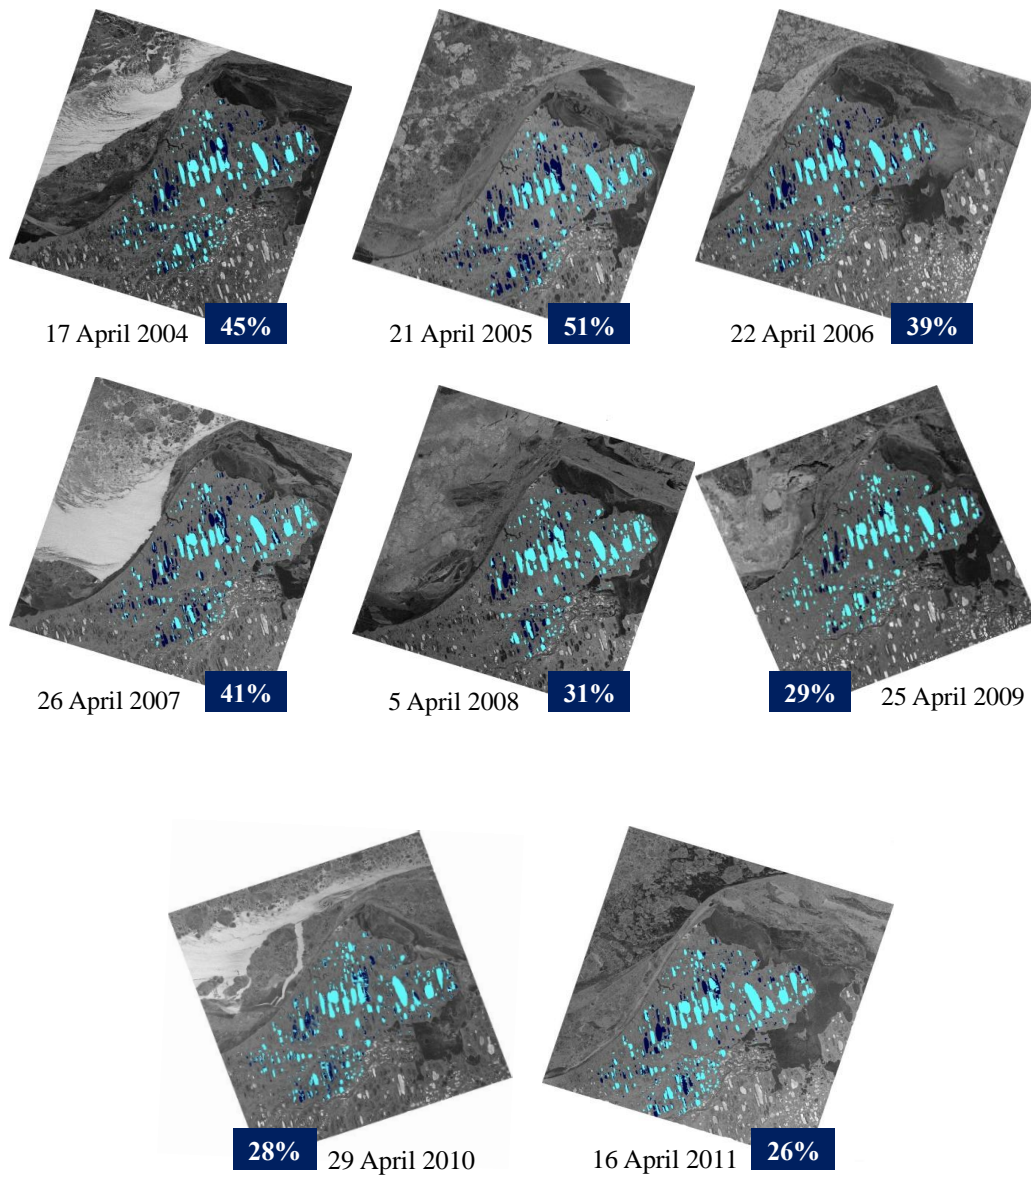 17 April 2004 45%
21 April 2005 51%
22 April 2006 39%
26 April 2007 41%
5 April 2008 31%
29% 25 April 2009
28% 29 April 2010
16 April 2011 26%